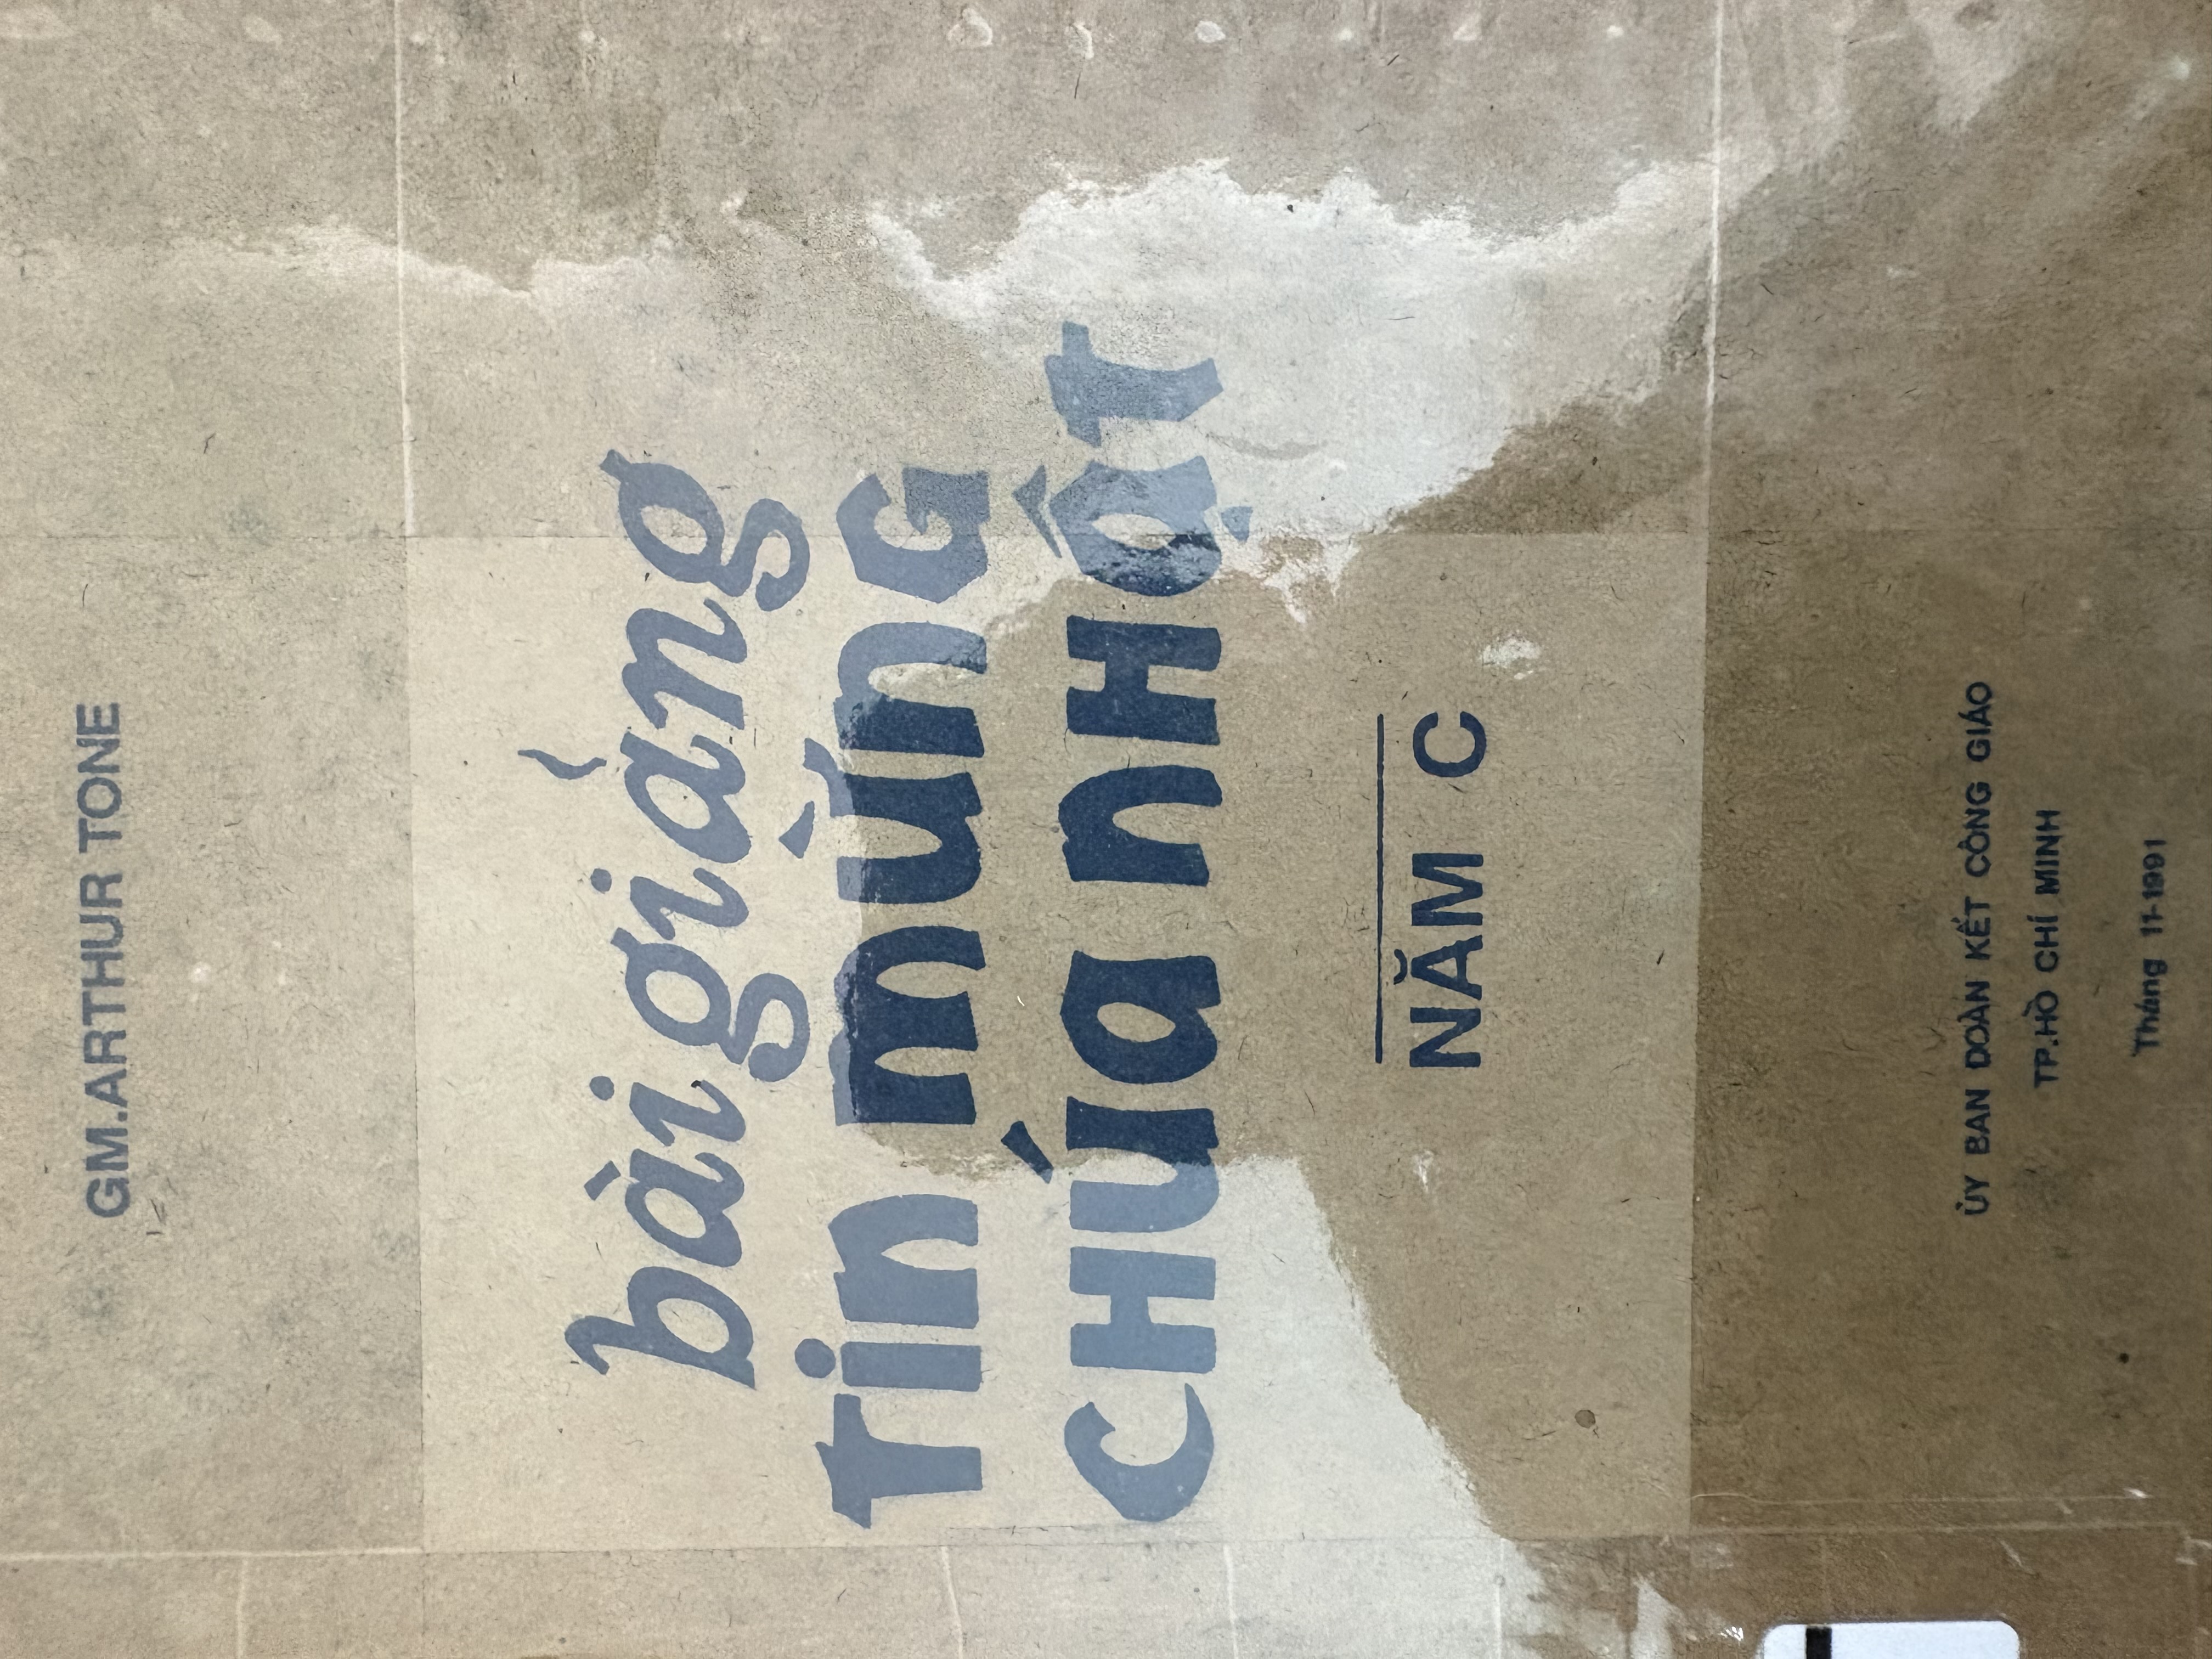 GM.ARTHUR TONE
bài giảng
Tin mừng
CHÚA NHẬT
NĂM C
ỦY BAN ĐOÀN KẾT CÔNG GIÁO
TP.HỒ CHÍ MINH
Tháng 11-1991